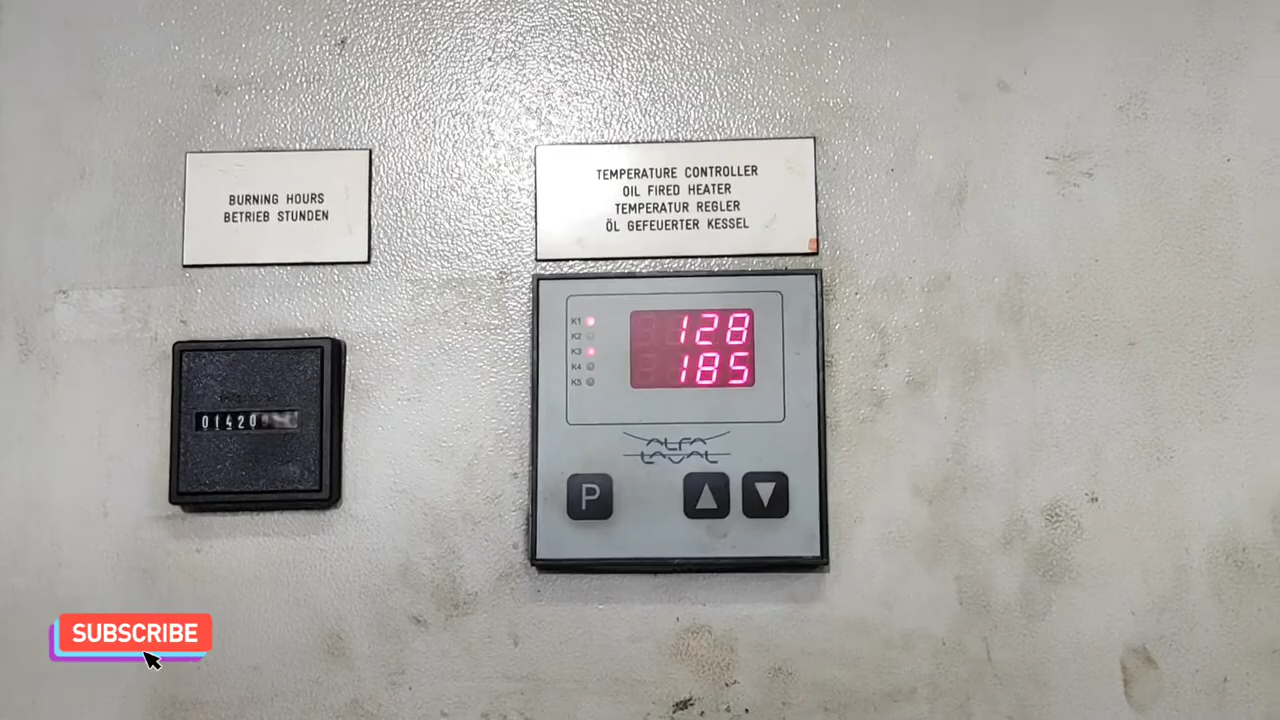 BURNING HOURS
BETRIEB STUNDEN
TEMPERATURE CONTROLLER
OIL FIRED HEATER
TEMPERATUR REGLER
ÖL GEFEUERTER KESSEL
K1
K2
K3
K4
K5
128
185
ALFA
LAVAL
P
01420
SUBSCRIBE